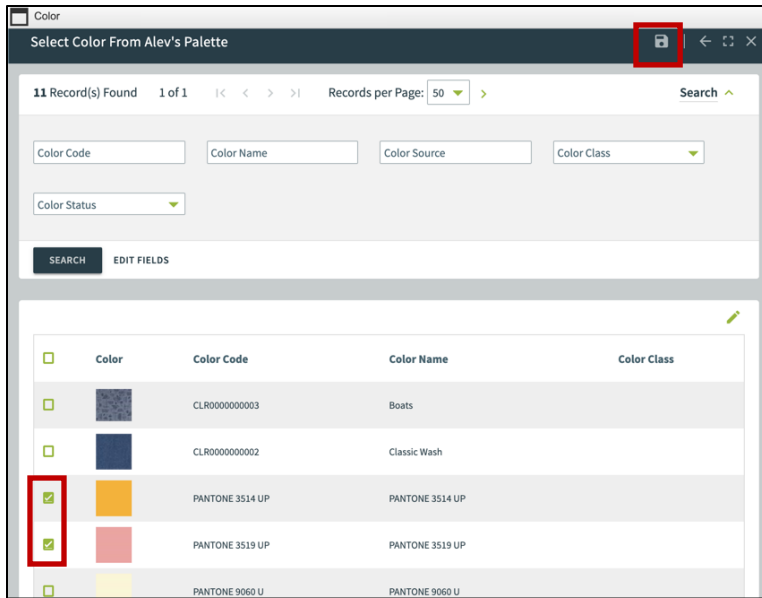 Color
Select Color From Alev's Palette
11 Record(s) Found 1 of 1 Records per Page: 50 Search
Color Code Color Name Color Source Color Class
Color Status
SEARCH EDIT FIELDS
Color Color Code Color Name Color Class
CLR0000000003 Boats
CLR0000000002 Classic Wash
PANTONE 3514 UP PANTONE 3514 UP
PANTONE 3519 UP PANTONE 3519 UP
PANTONE 9060 U PANTONE 9060 U